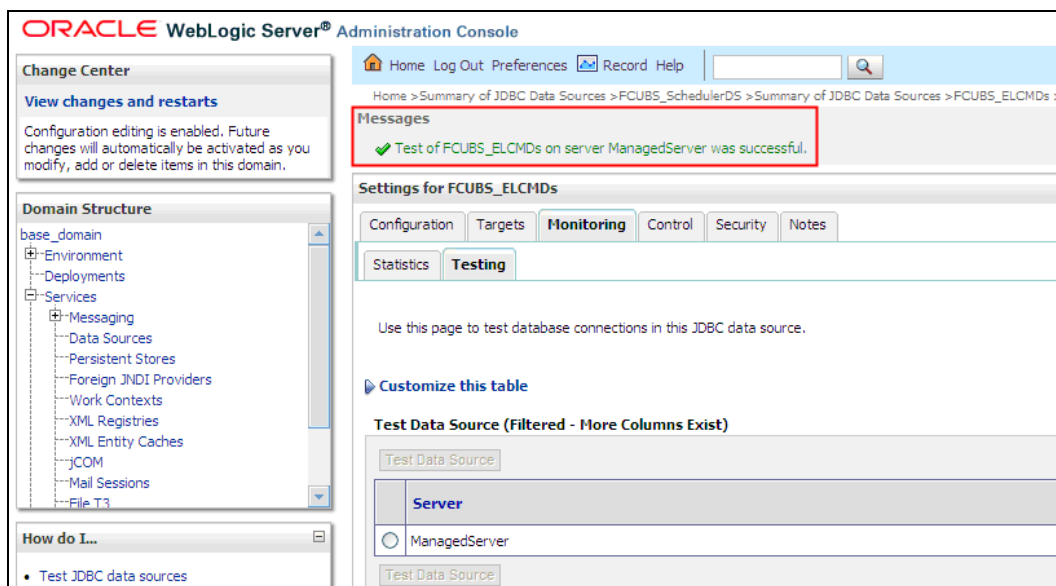 ORACLE WebLogic Server® Administration Console
Change Center
View changes and restarts
Configuration editing is enabled. Future
changes will automatically be activated as you
modify, add or delete items in this domain.
Domain Structure
base_domain
Environment
Deployments
Services
Messaging
Data Sources
Persistent Stores
Foreign JNDI Providers
Work Contexts
XML Registries
XML Entity Caches
jCOM
Mail Sessions
File T3
How do I...
Test JDBC data sources
Home Log Out Preferences Record Help
Home >Summary of JDBC Data Sources >FCUBS_SchedulerDS >Summary of JDBC Data Sources >FCUBS_ELCMDs >
Messages
Test of FCUBS_ELCMDs on server ManagedServer was successful.
Settings for FCUBS_ELCMDs
Configuration Targets Monitoring Control Security Notes
Statistics Testing
Use this page to test database connections in this JDBC data source.
Customize this table
Test Data Source (Filtered - More Columns Exist)
Test Data Source
Server
ManagedServer
Test Data Source